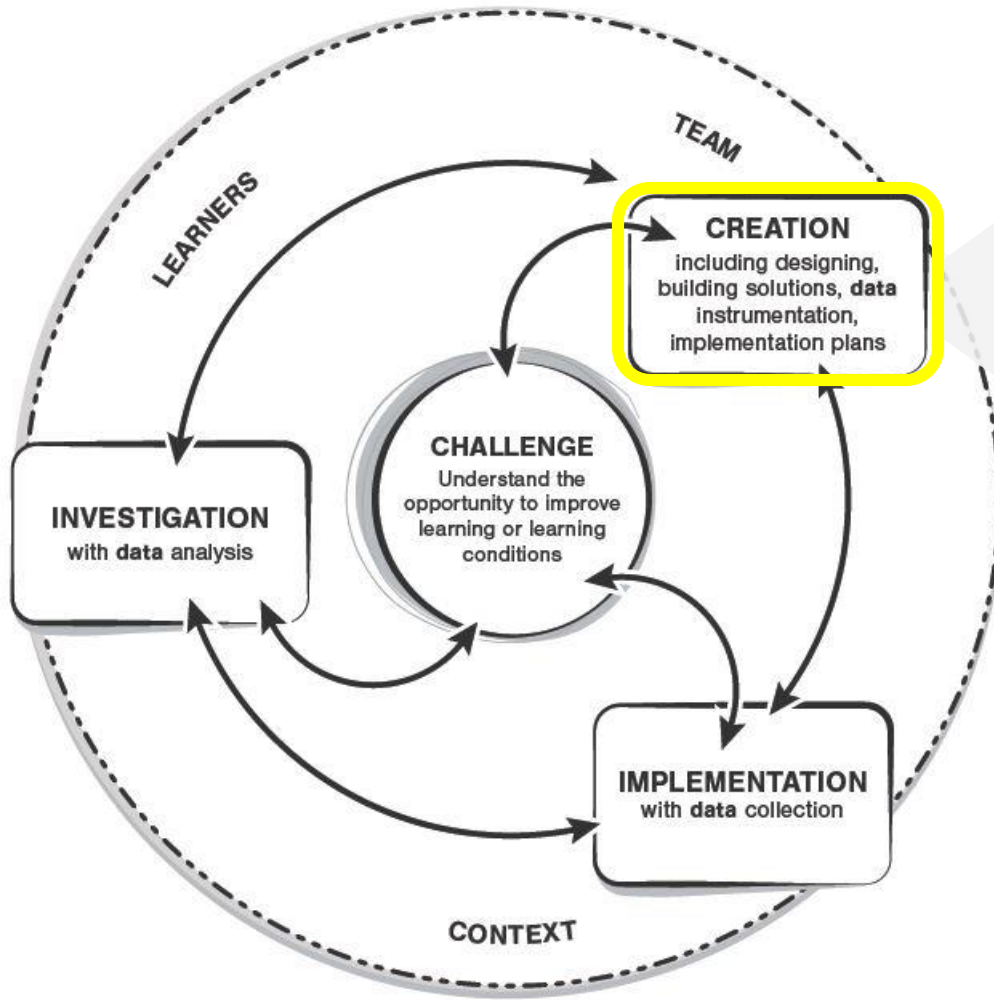 TEAM
LEARNERS
CREATION
including designing,
building solutions, data
instrumentation,
implementation plans
CHALLENGE
Understand the
opportunity to improve
learning or learning
conditions
INVESTIGATION
with data analysis
IMPLEMENTATION
with data collection
CONTEXT